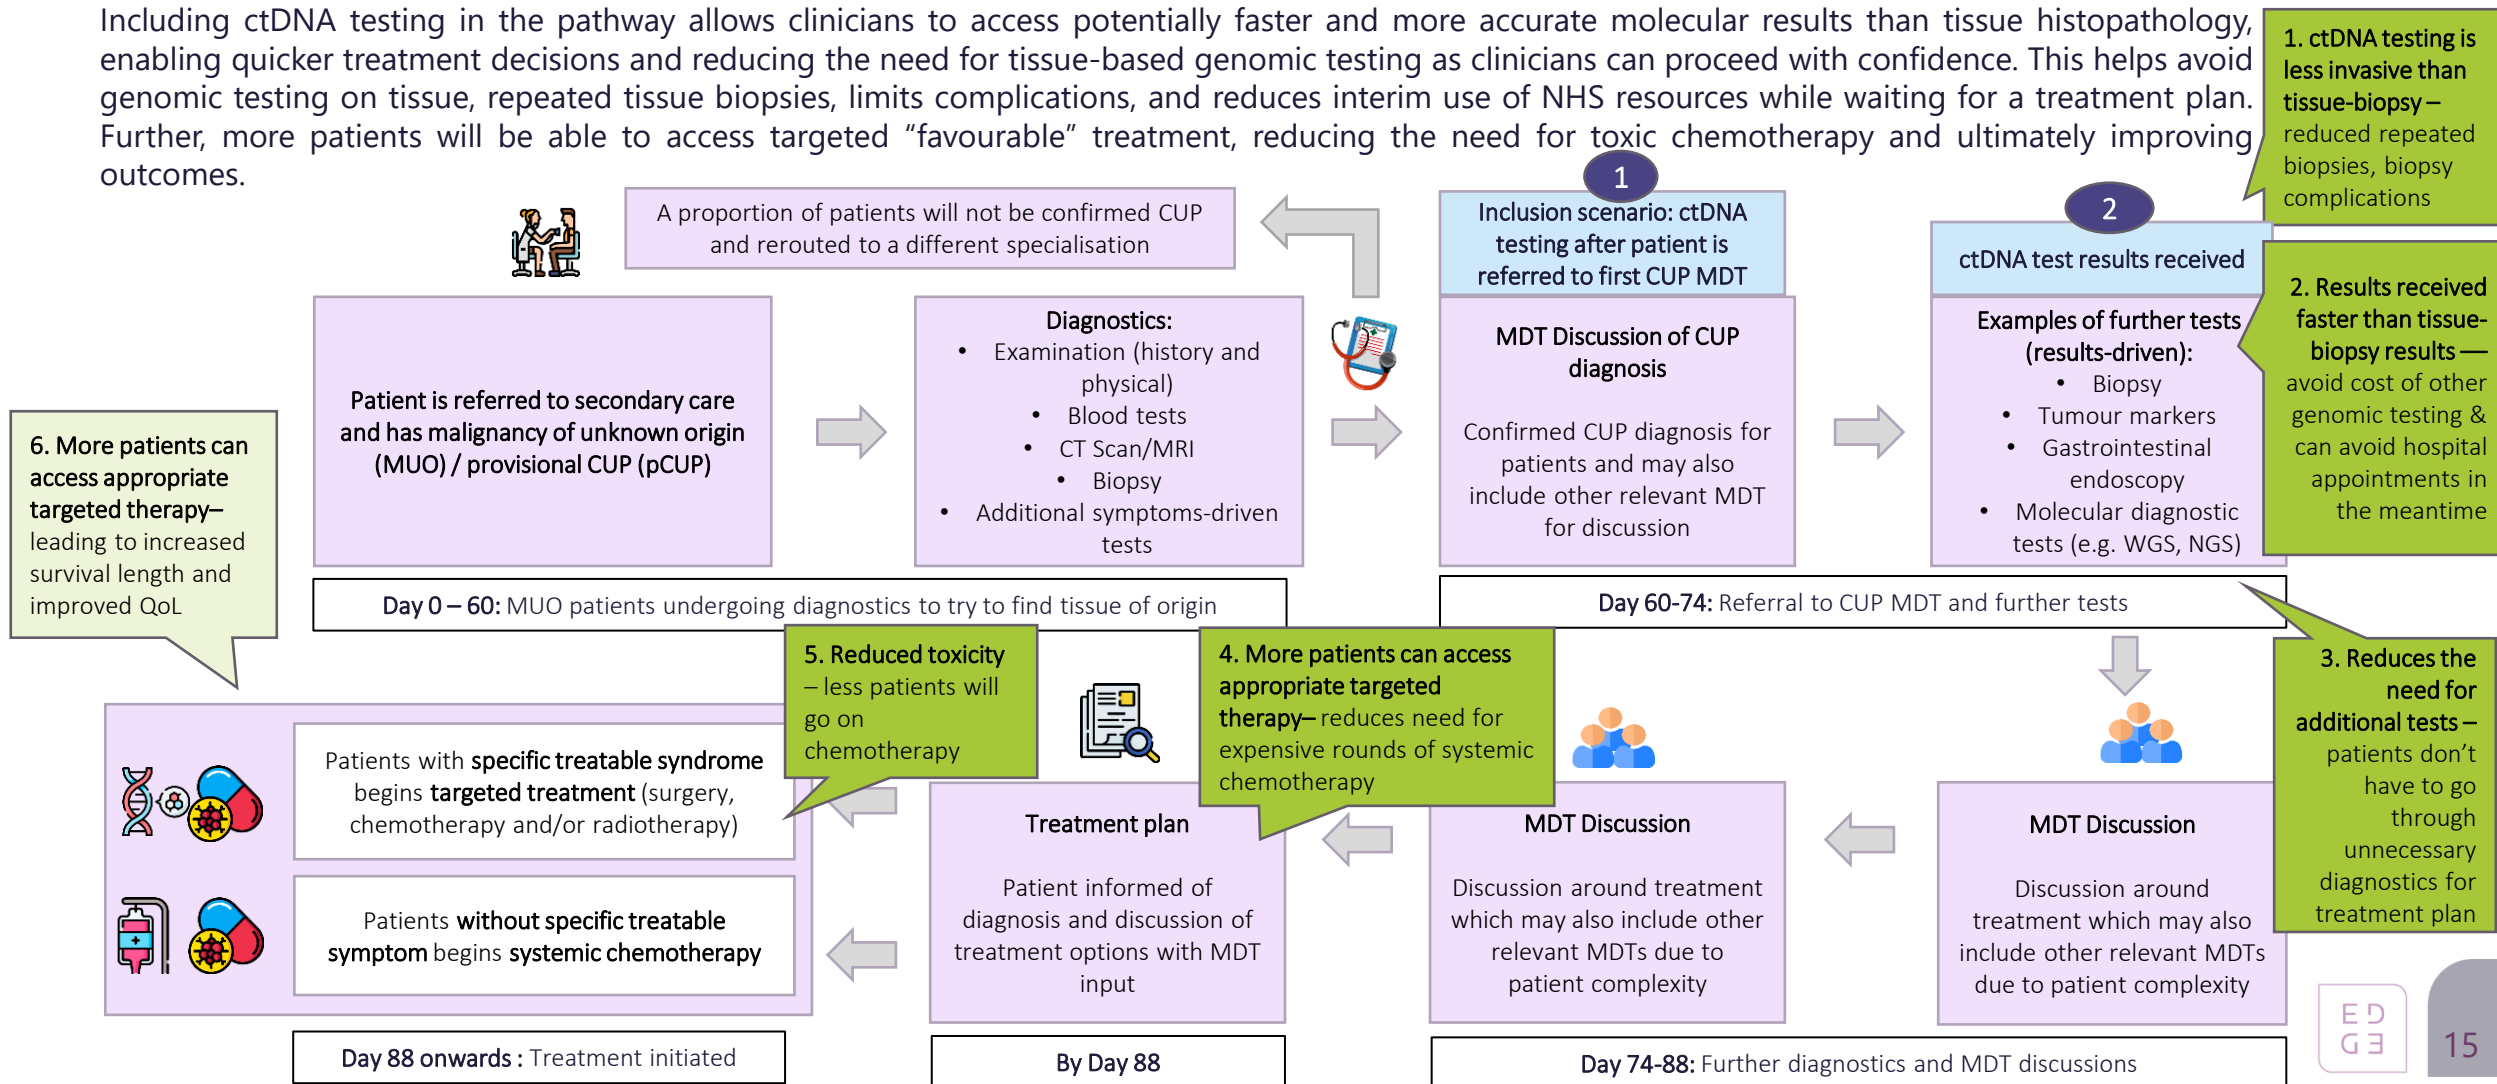 Including ctDNA testing in the pathway allows clinicians to access potentially faster and more accurate molecular results than tissue histopathology,
enabling quicker treatment decisions and reducing the need for tissue-based genomic testing as clinicians can proceed with confidence. This helps avoid
genomic testing on tissue, repeated tissue biopsies, limits complications, and reduces interim use of NHS resources while waiting for a treatment plan.
Further, more patients will be able to access targeted “favourable” treatment, reducing the need for toxic chemotherapy and ultimately improving
outcomes.
1. ctDNA testing is
less invasive than
tissue-biopsy –
reduced repeated
biopsies, biopsy
complications
A proportion of patients will not be confirmed CUP
and rerouted to a different specialisation
1
Inclusion scenario: ctDNA
testing after patient is
referred to first CUP MDT
2
ctDNA test results received
Patient is referred to secondary care
and has malignancy of unknown origin
(MUO) / provisional CUP (pCUP)
Diagnostics:
• Examination (history and
physical)
• Blood tests
• CT Scan/MRI
• Biopsy
• Additional symptoms-driven
tests
MDT Discussion of CUP
diagnosis
Confirmed CUP diagnosis for
patients and may also
include other relevant MDT
for discussion
Examples of further tests
(results-driven):
• Biopsy
• Tumour markers
• Gastrointestinal
endoscopy
• Molecular diagnostic
tests (e.g. WGS, NGS)
2. Results received
faster than tissue-
biopsy results —
avoid cost of other
genomic testing &
can avoid hospital
appointments in
the meantime
Day 0 – 60: MUO patients undergoing diagnostics to try to find tissue of origin
Day 60-74: Referral to CUP MDT and further tests
3. Reduces the
need for
additional tests –
patients don’t
have to go
through
unnecessary
diagnostics for
treatment plan
MDT Discussion
Discussion around
treatment which may also
include other relevant MDTs
due to patient complexity
MDT Discussion
Discussion around treatment
which may also include other
relevant MDTs due to
patient complexity
Day 74-88: Further diagnostics and MDT discussions
4. More patients can access
appropriate targeted
therapy– reduces need for
expensive rounds of systemic
chemotherapy
Treatment plan
Patient informed of
diagnosis and discussion of
treatment options with MDT
input
By Day 88
5. Reduced toxicity
– less patients will
go on
chemotherapy
6. More patients can
access appropriate
targeted therapy–
leading to increased
survival length and
improved QoL
Patients with specific treatable syndrome
begins targeted treatment (surgery,
chemotherapy and/or radiotherapy)
Patients without specific treatable
symptom begins systemic chemotherapy
Day 88 onwards : Treatment initiated
ED
GE
15